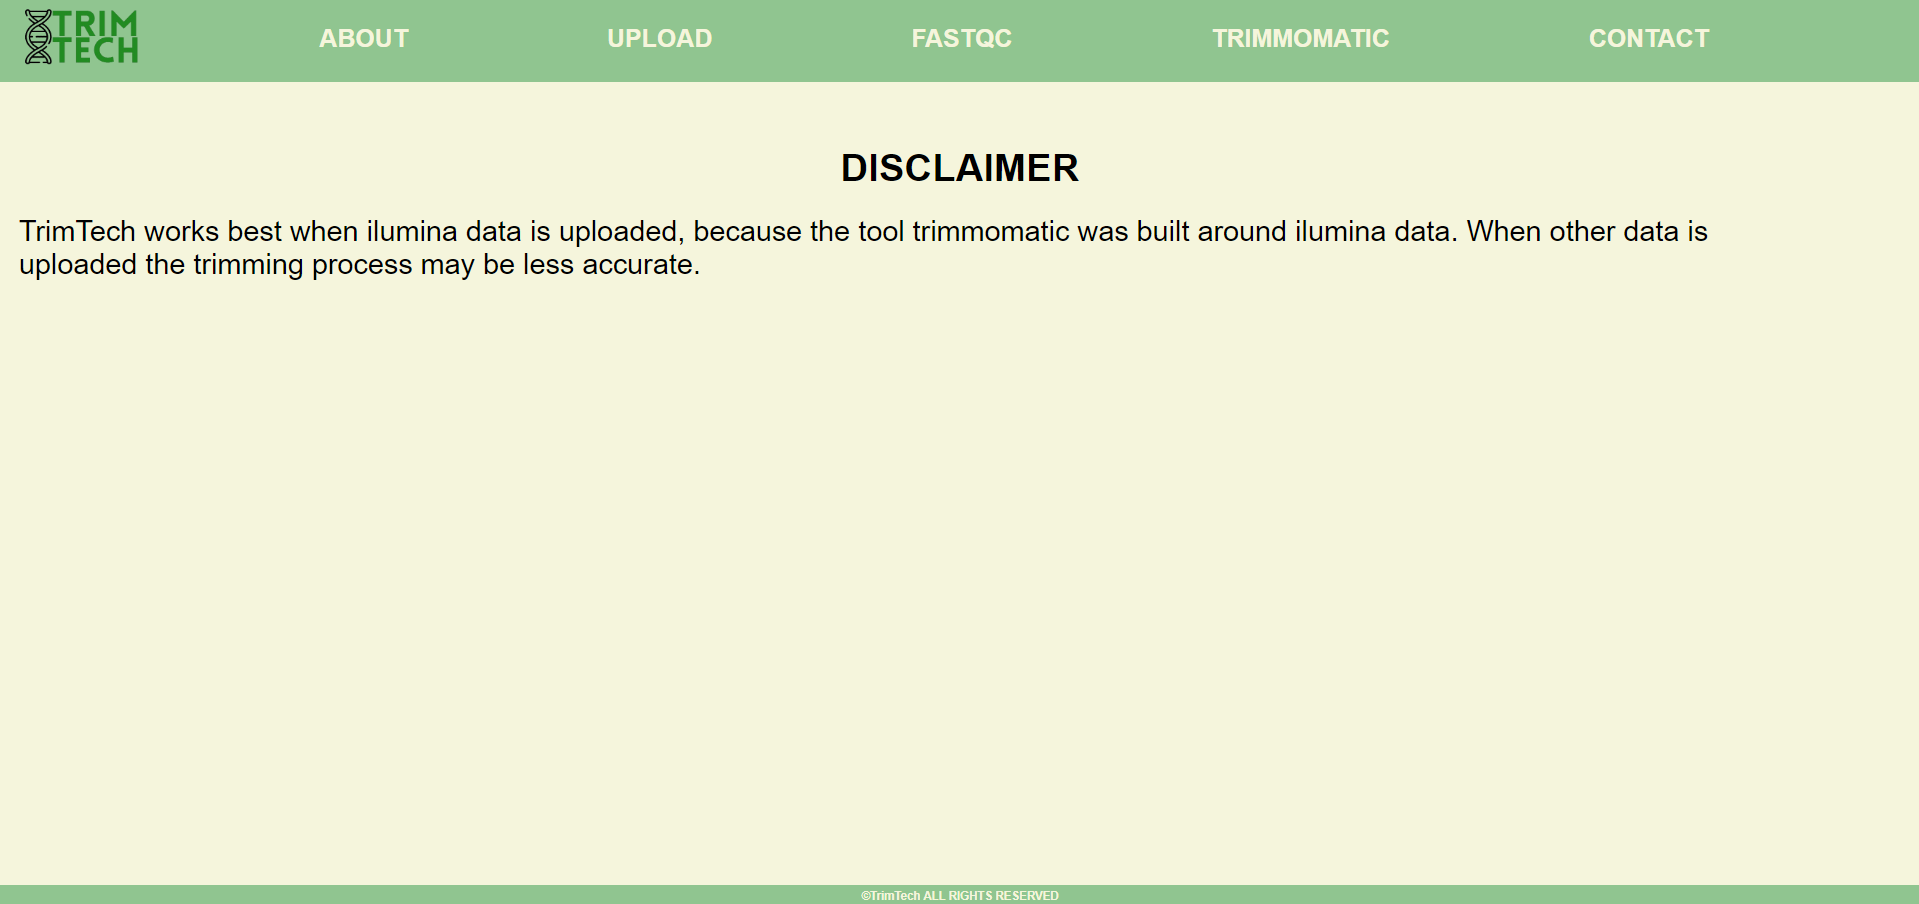 TRIM
TECH
ABOUT
UPLOAD
FASTQC
TRIMMOMATIC
CONTACT
DISCLAIMER
TrimTech works best when ilumina data is uploaded, because the tool trimmomatic was built around ilumina data. When other data is
uploaded the trimming process may be less accurate.
©TrimTech ALL RIGHTS RESERVED